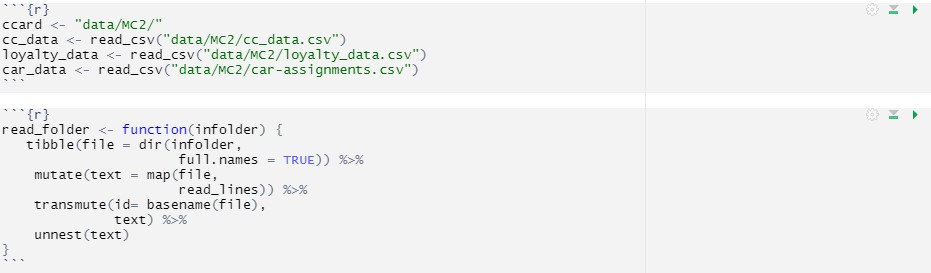 ```{r}
ccard <- "data/MC2/"
cc_data <- read_csv("data/MC2/cc_data.csv")
loyalty_data <- read_csv("data/MC2/loyalty_data.csv")
car_data <- read_csv("data/MC2/car-assignments.csv")
```
```{r}
read_folder <- function(infolder) {
   tibble(file = dir(infolder,
                     full.names = TRUE)) %>%
    mutate(text = map(file,
                      read_lines)) %>%
    transmute(id= basename(file),
              text) %>%
    unnest(text)
}
```